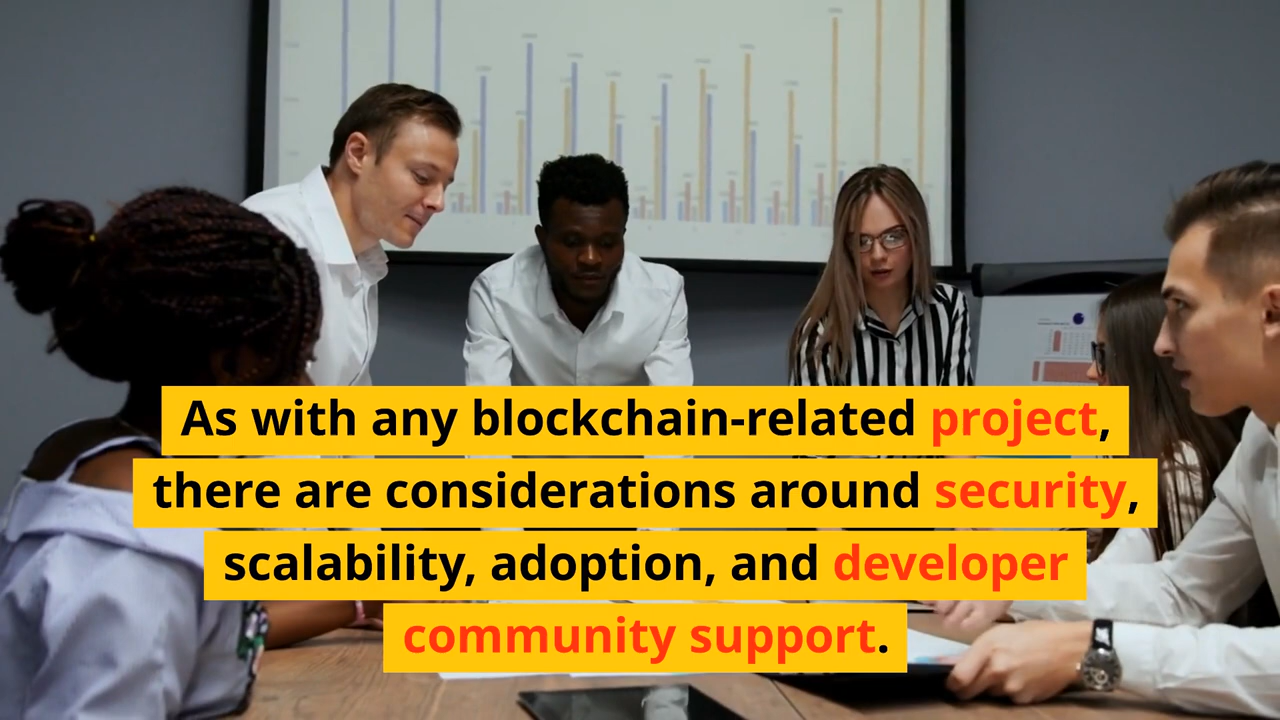 As with any blockchain-related project,
there are considerations around security,
scalability, adoption, and developer
community support.